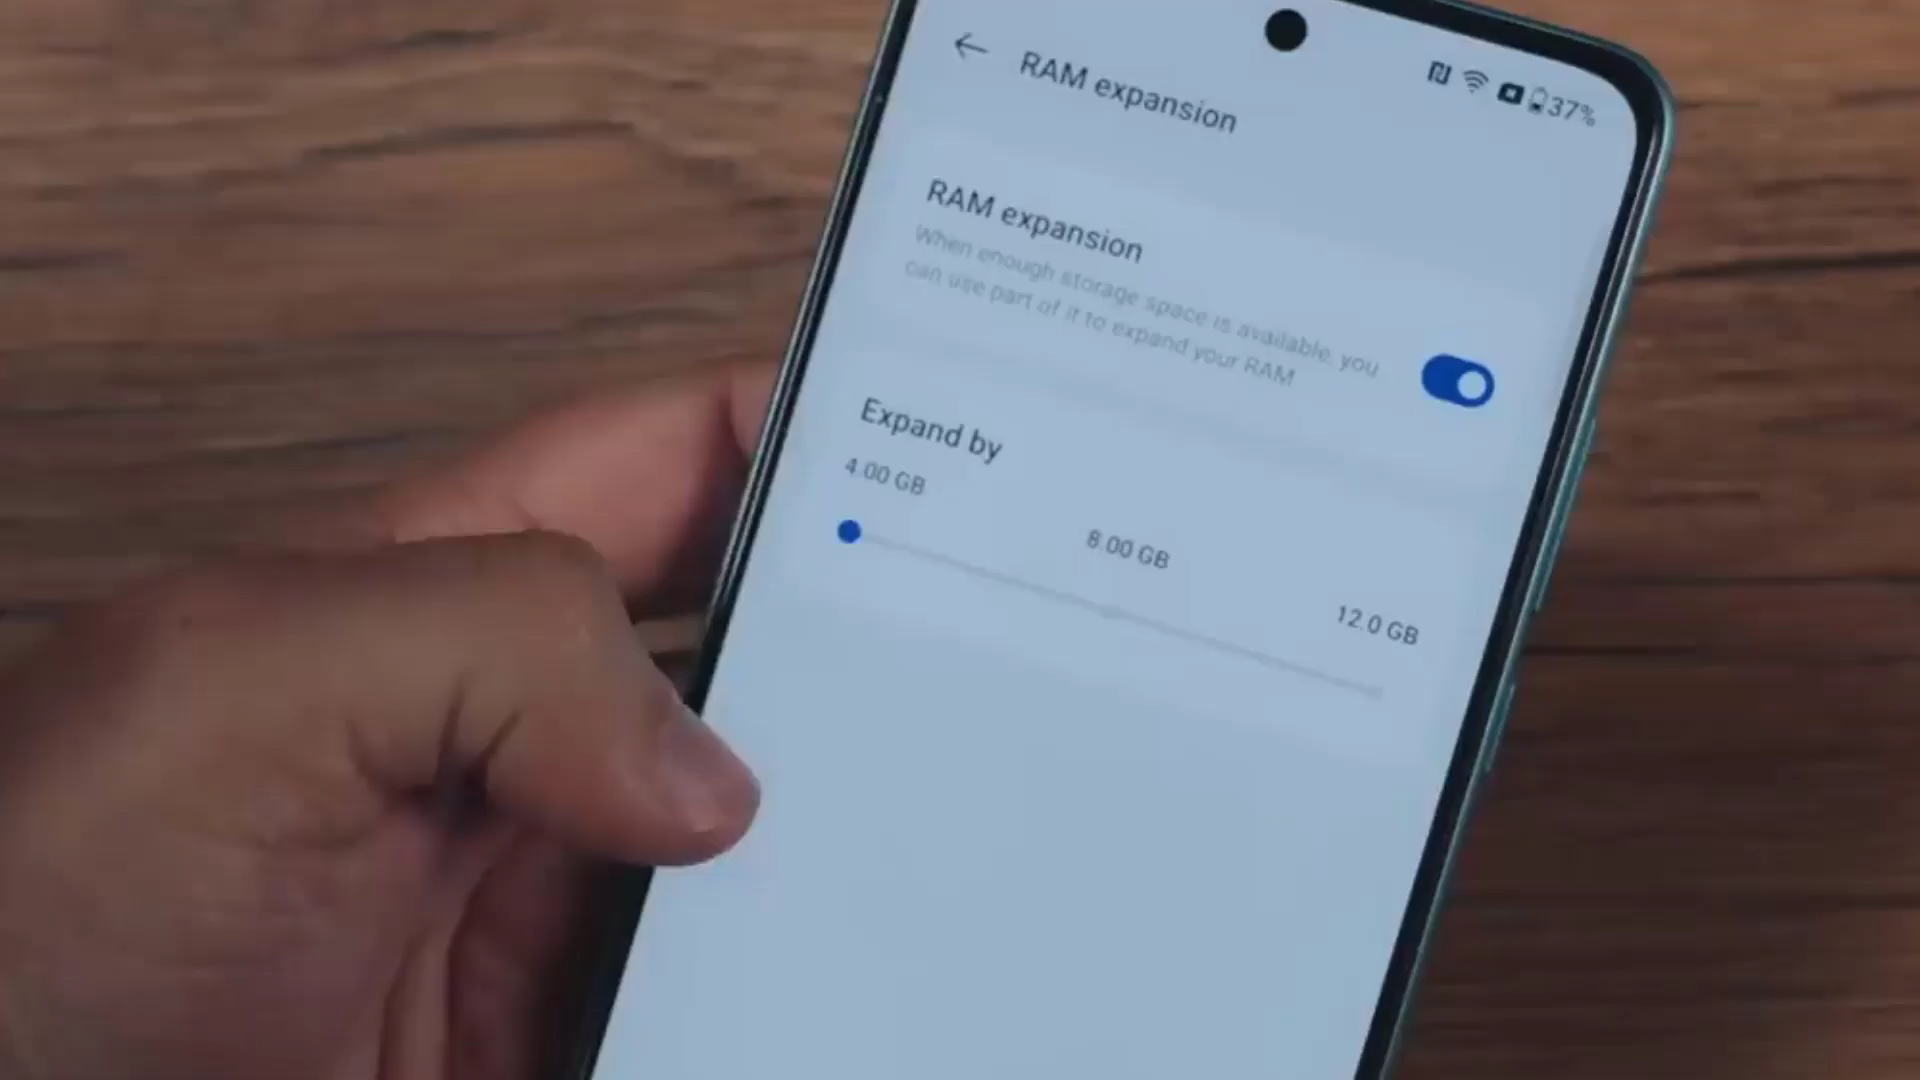 37%
RAM expansion
RAM expansion
When enough storage space is available, you
can use part of it to expand your RAM
Expand by
4.00 GB
8.00 GB
12.0 GB